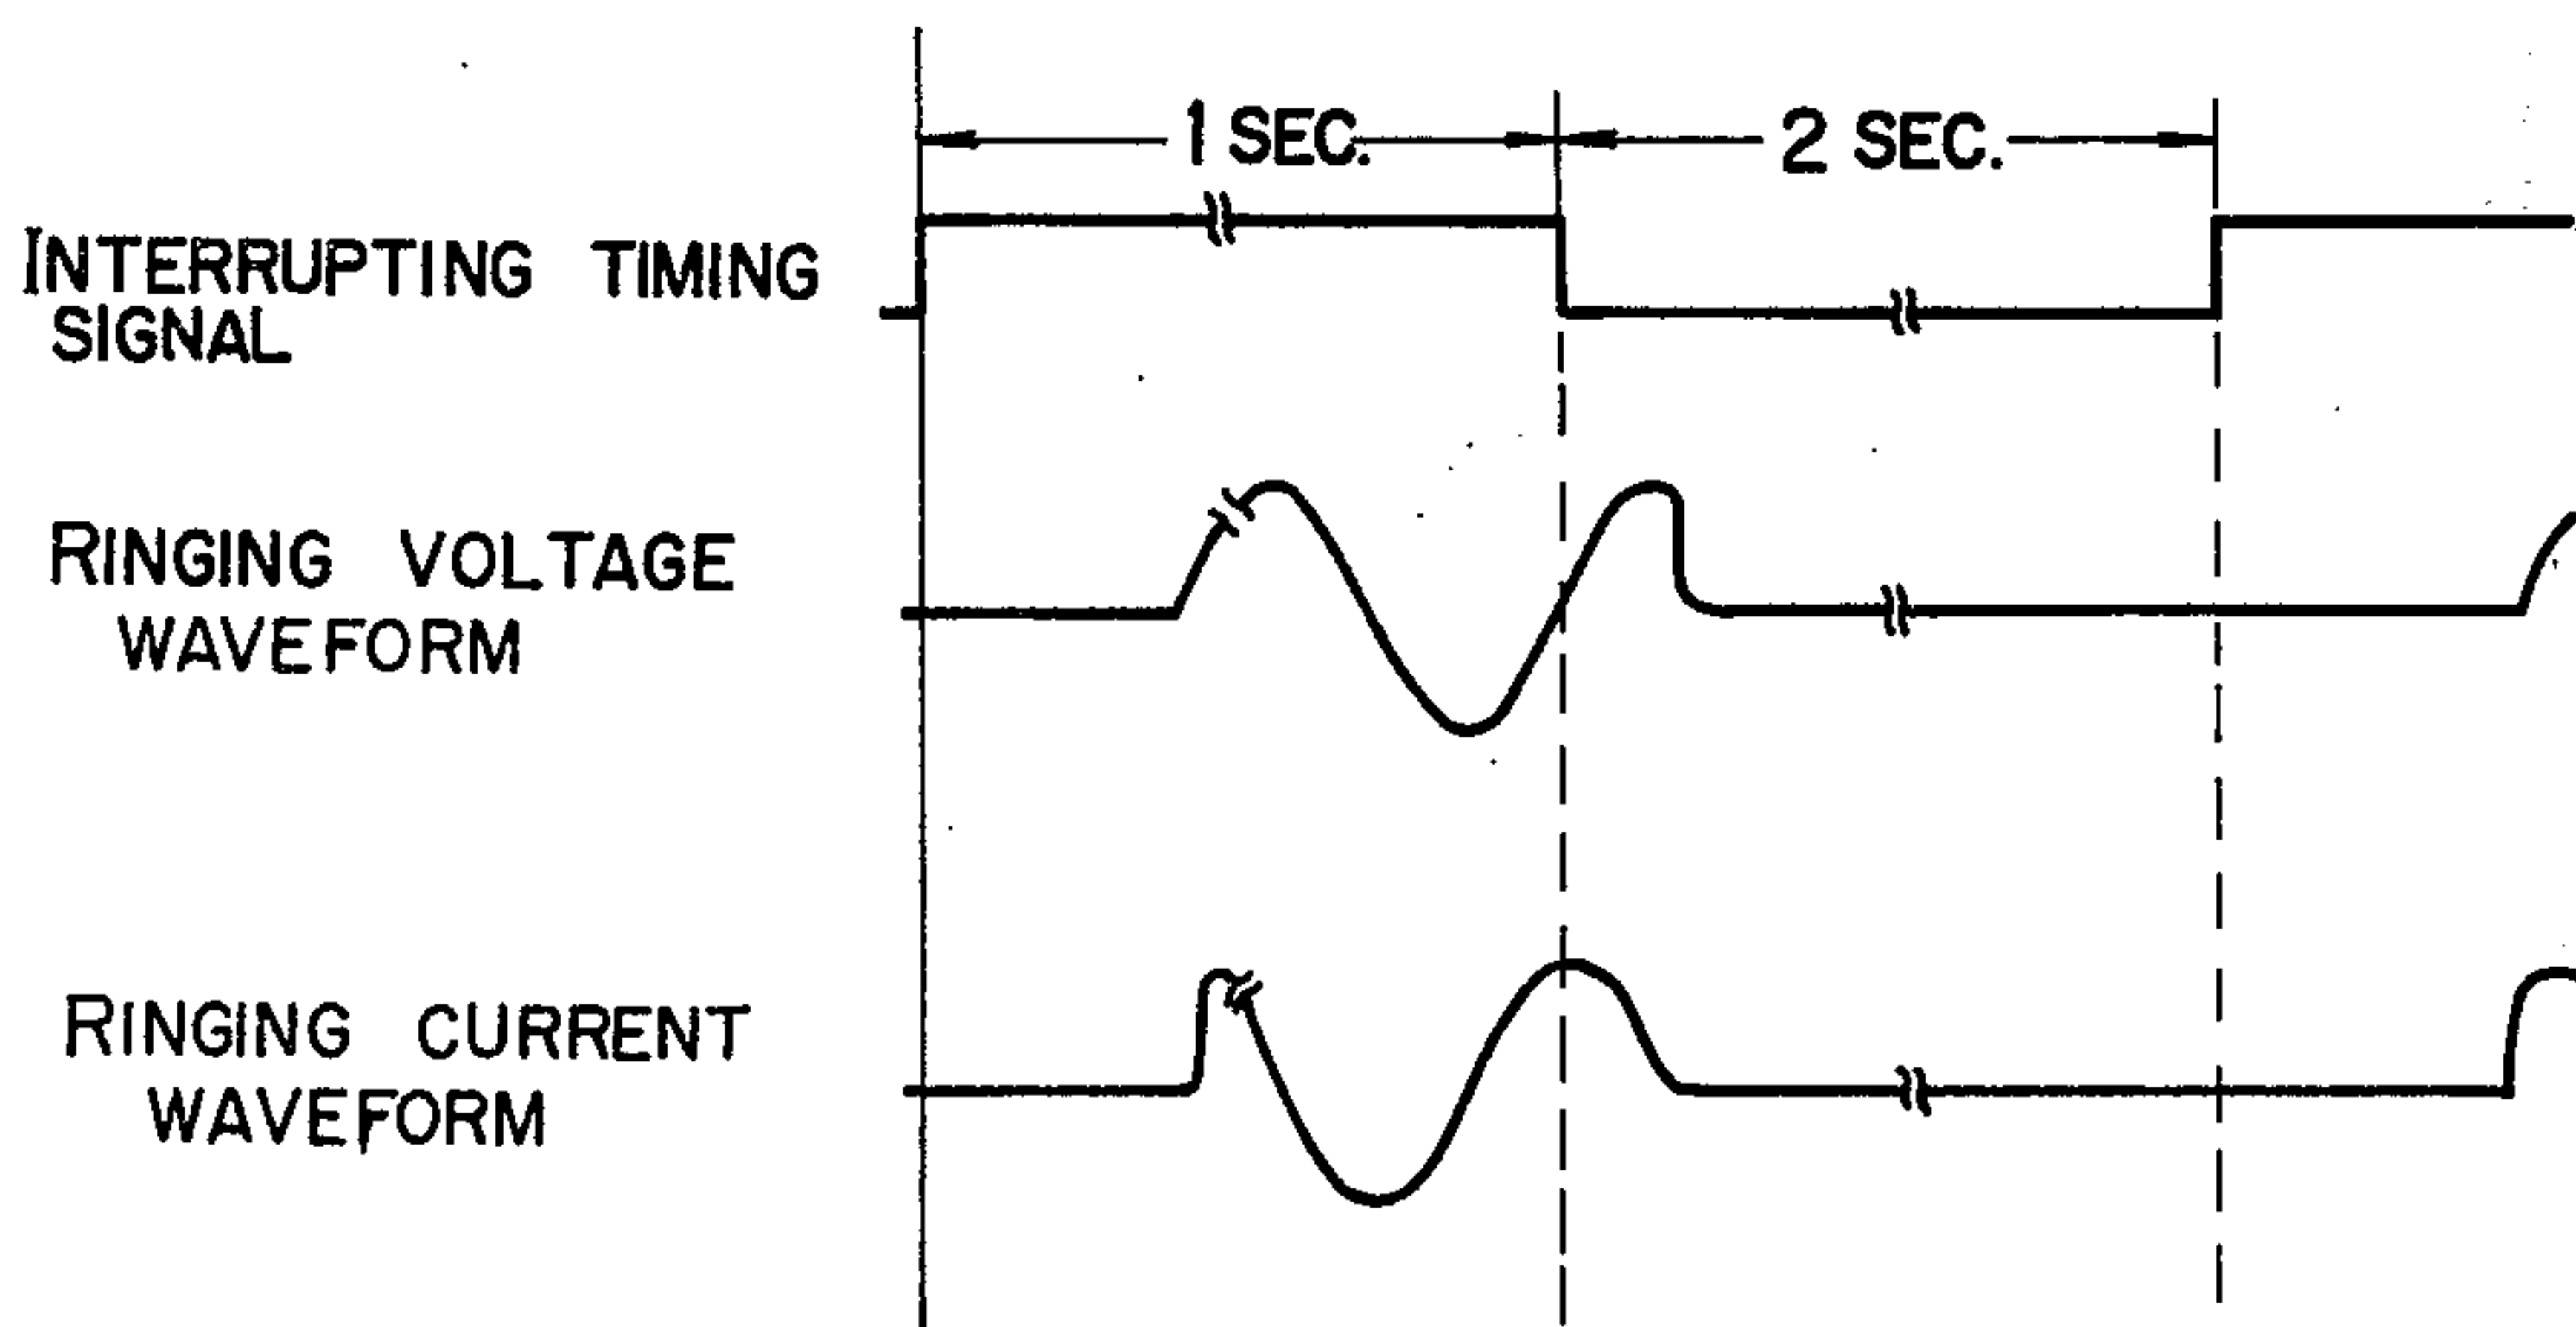 1 SEC.
2 SEC.
INTERRUPTING TIMING
SIGNAL
RINGING VOLTAGE
WAVEFORM
RINGING CURRENT
WAVEFORM